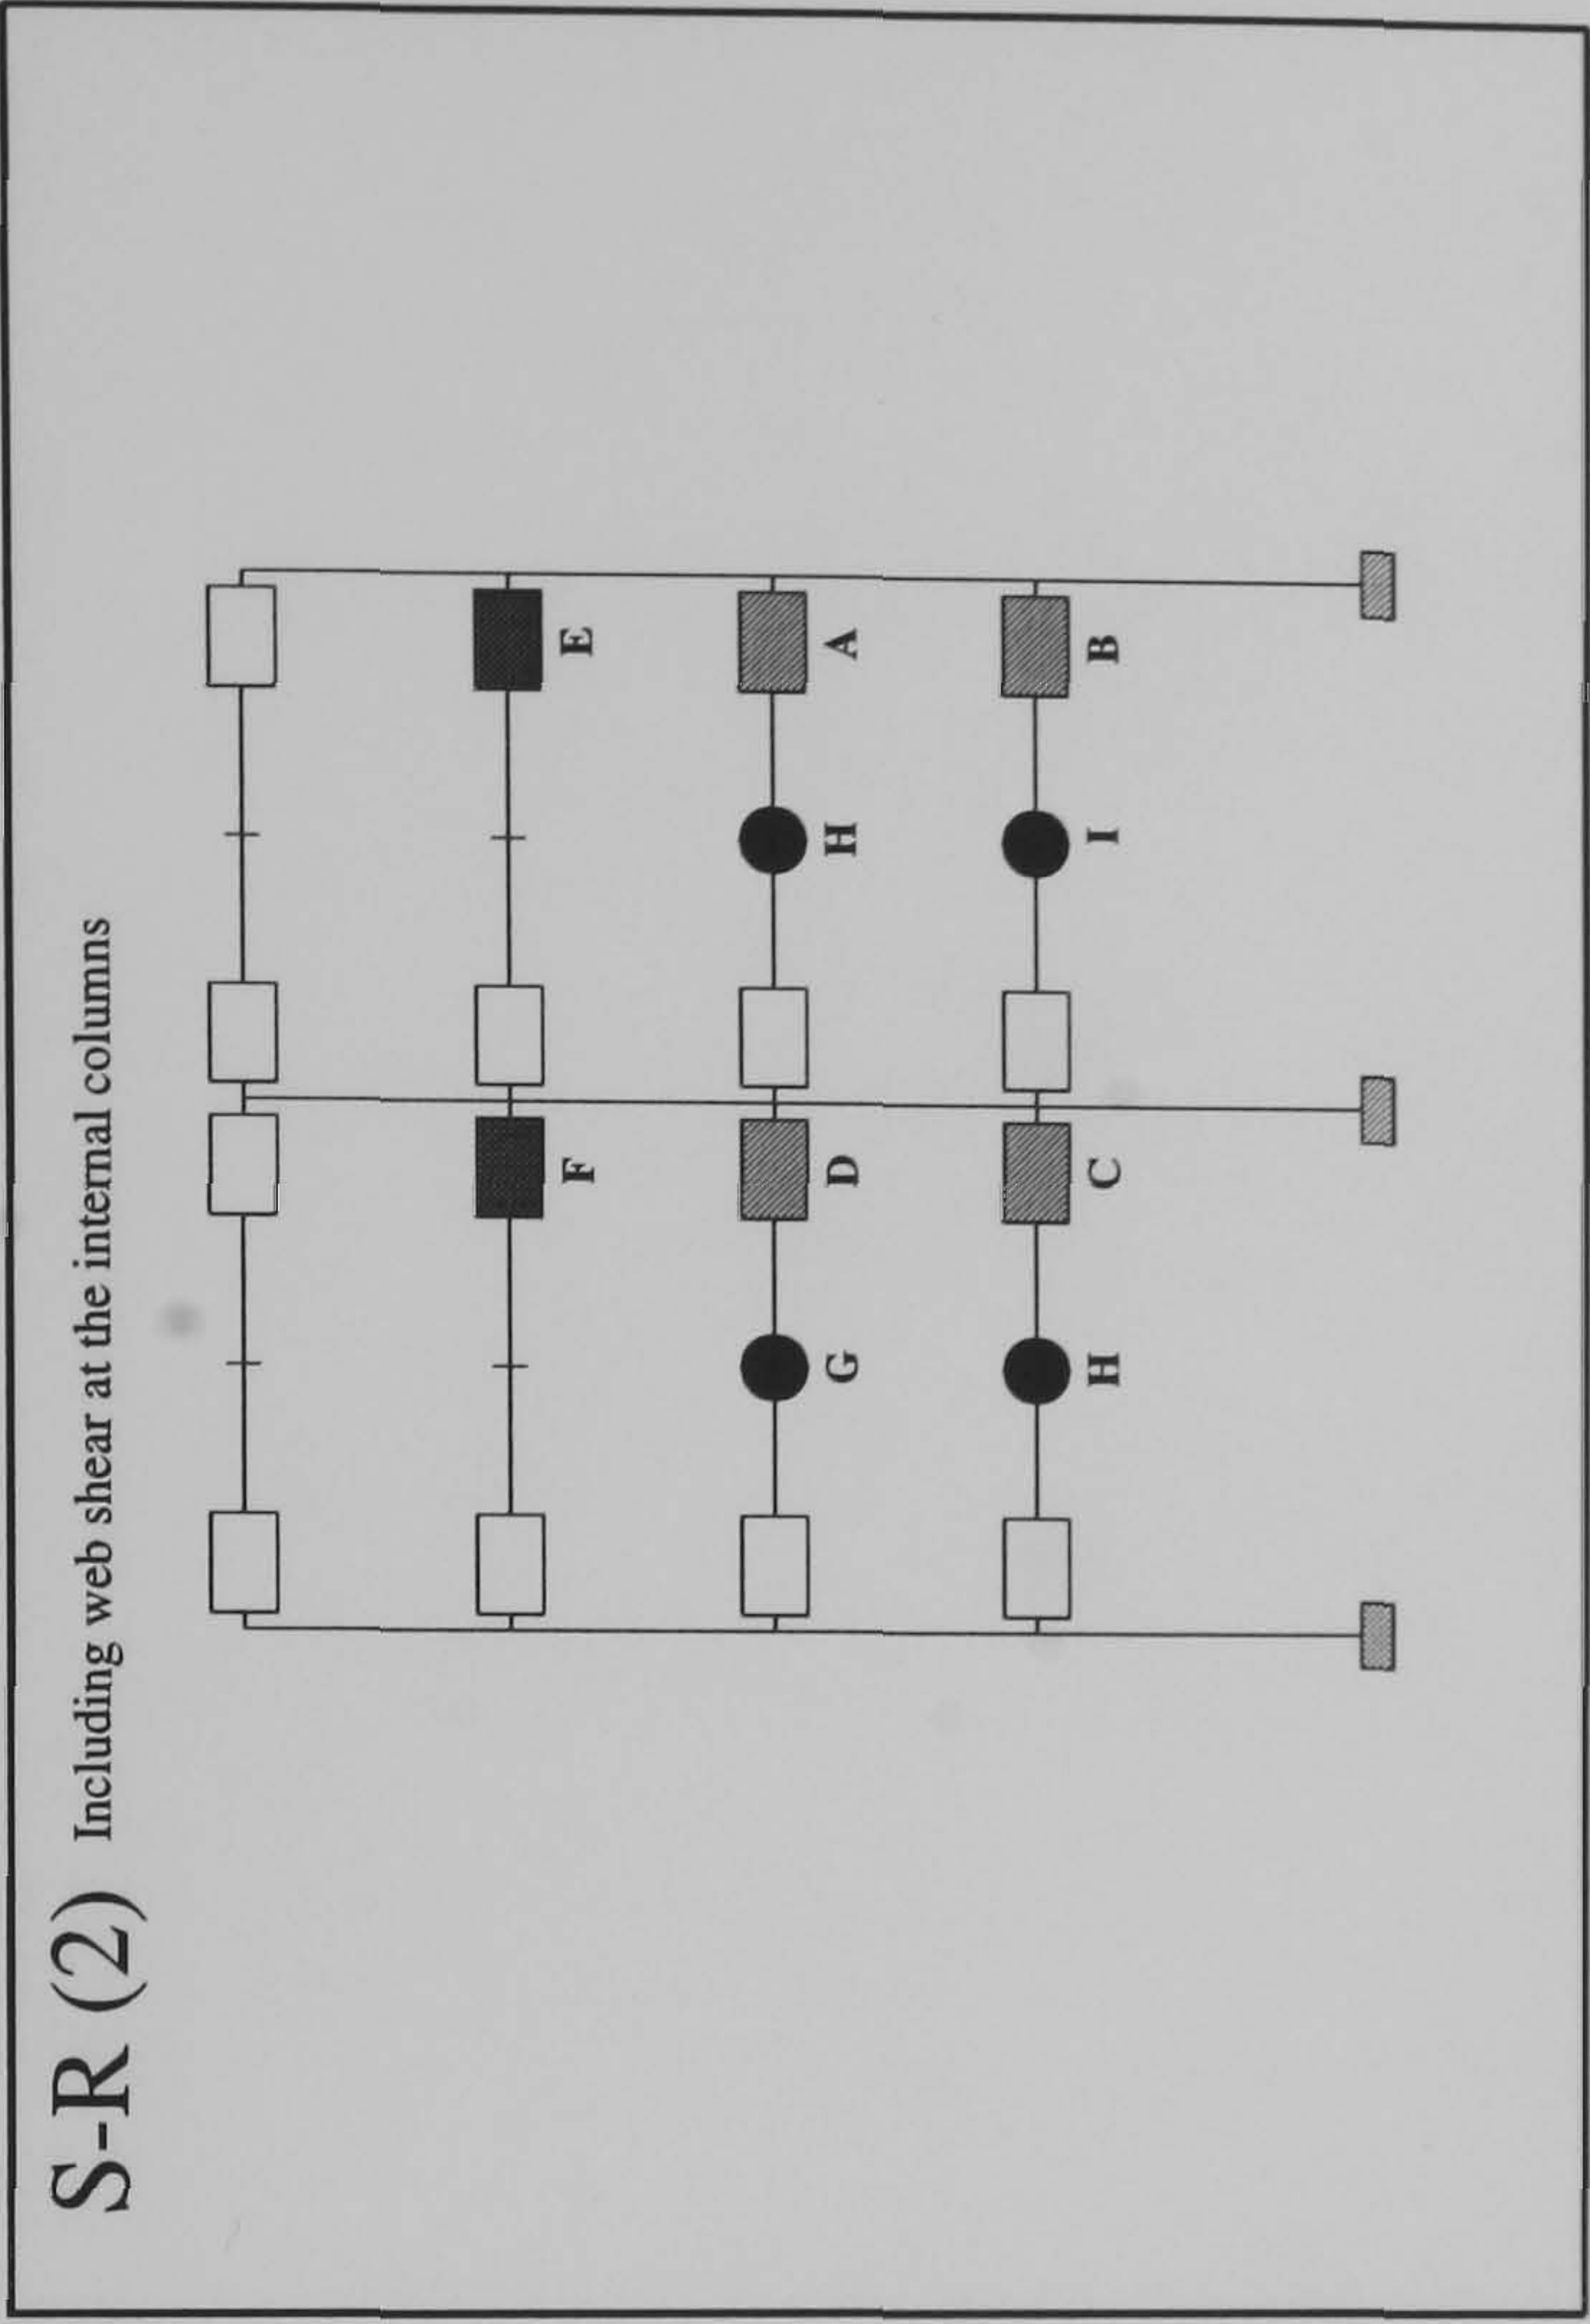 S-R (2) Including web shear at the internal columns
F E
G D H A
H C I B